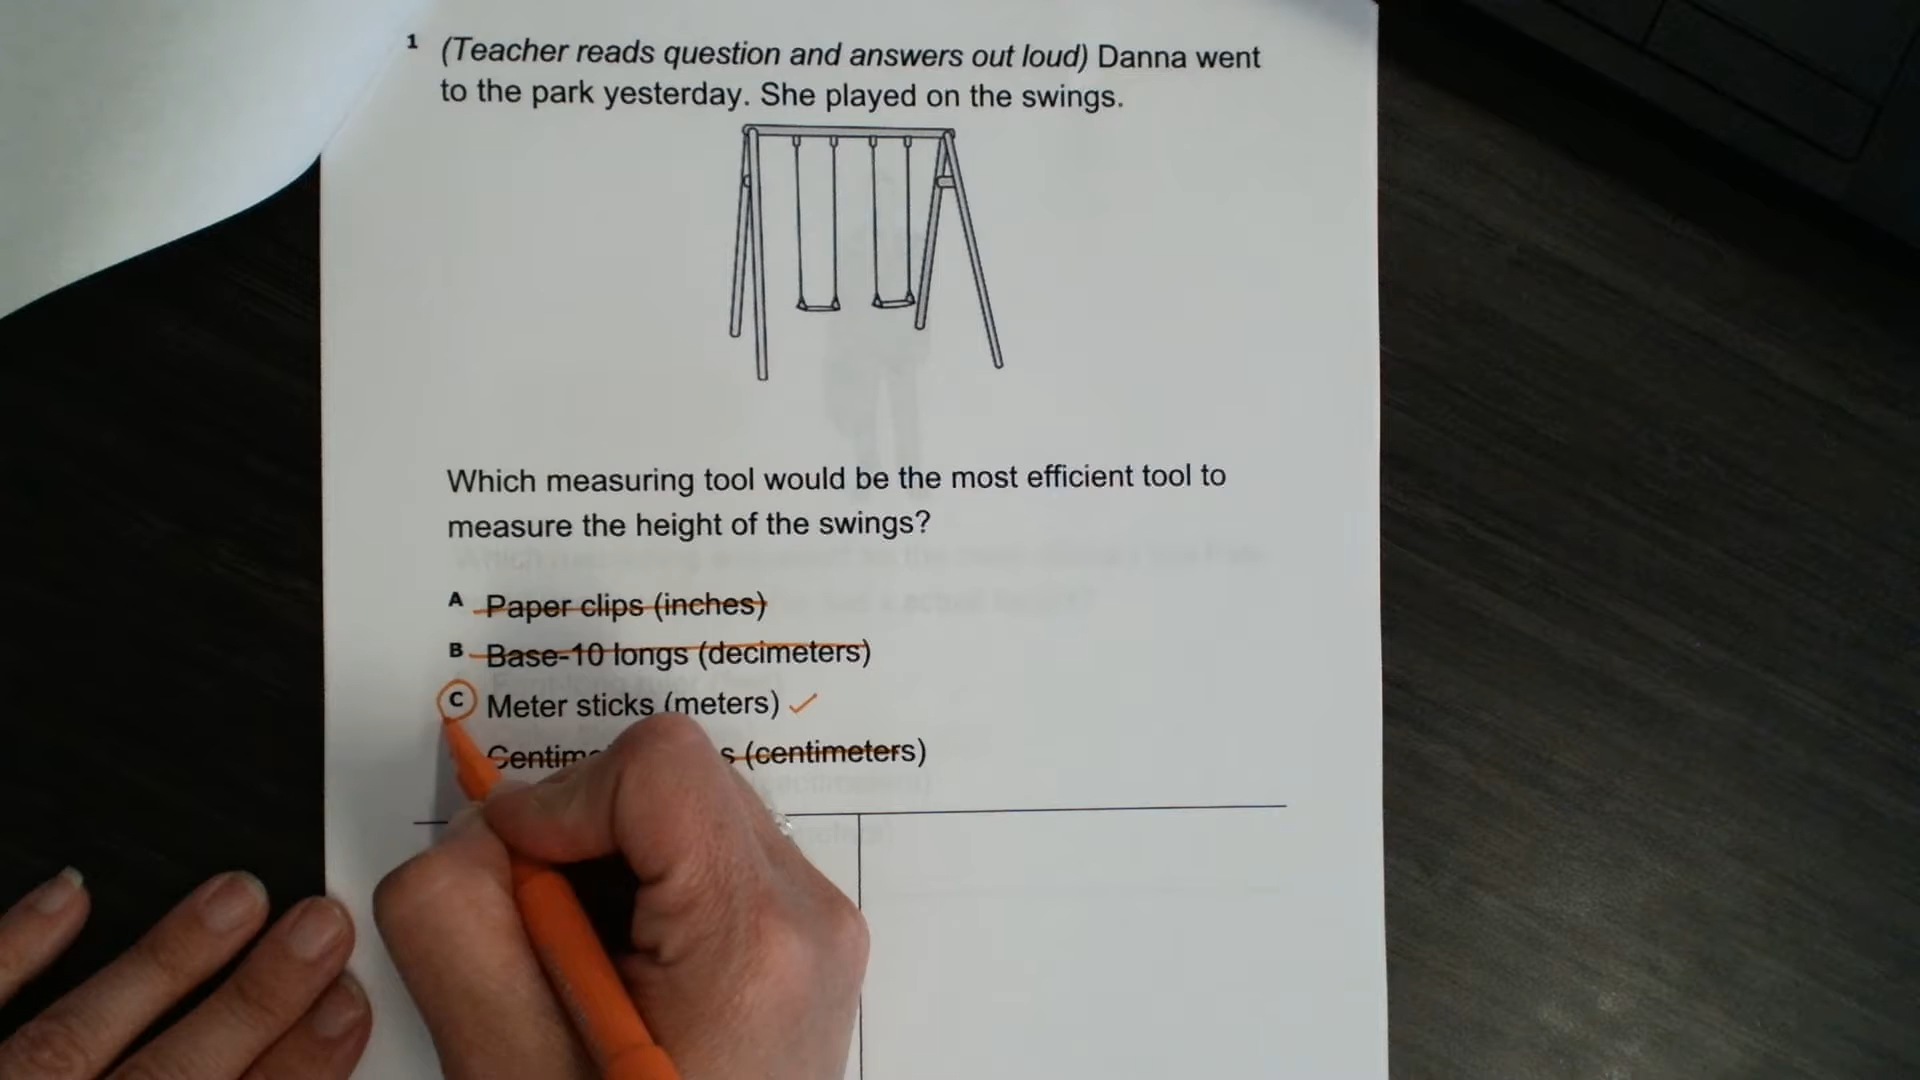 1 (Teacher reads question and answers out loud) Danna went
to the park yesterday. She played on the swings.
Which measuring tool would be the most efficient tool to
measure the height of the swings?
A Paper clips (inches)
B Base-10 longs (decimeters)
C Meter sticks (meters) ✓
(centimeters)